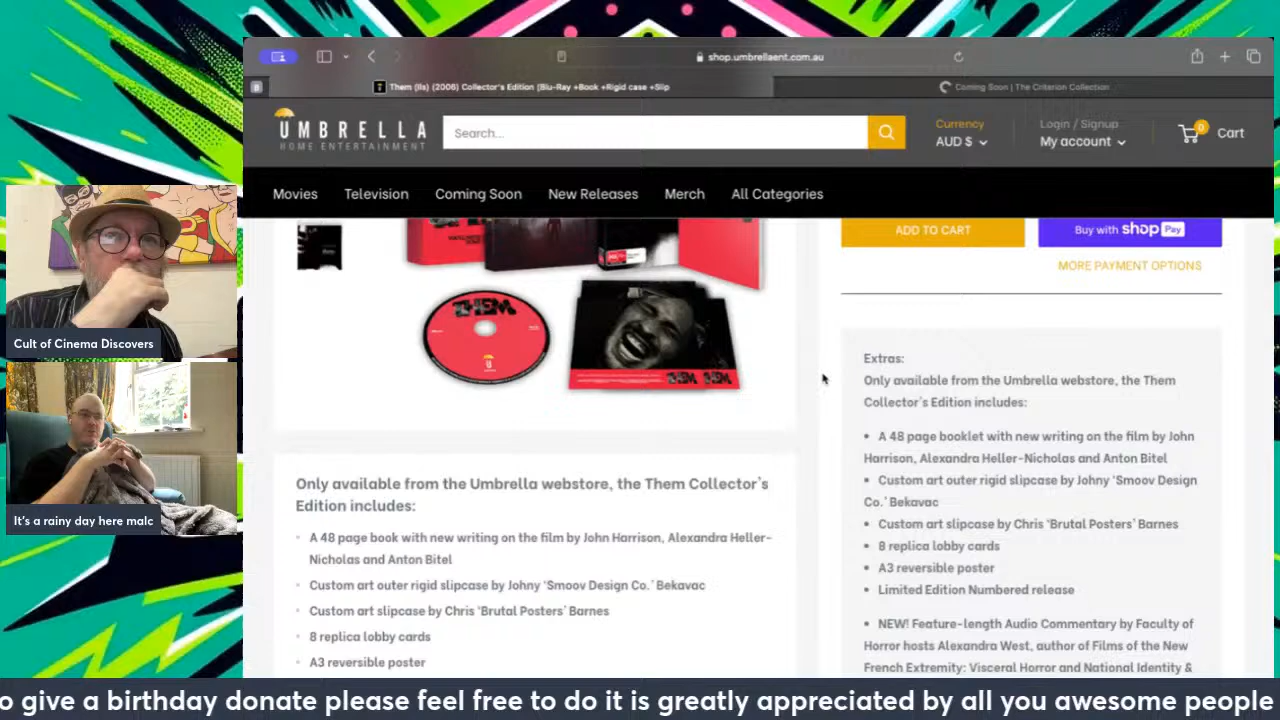 shop.umbrellaent.com.au
Them (Ils) (2006) Collector's Edition [Blu-Ray +Book +Rigid case +Slip
Coming Soon | The Criterion Collection
UMBRELLA
HOME ENTERTAINMENT
Search...
Currency
AUD $
Login / Signup
My account
0
Cart
Movies
Television
Coming Soon
New Releases
Merch
All Categories
ADD TO CART
Buy with shop Pay
MORE PAYMENT OPTIONS
THEM
THEM THEM
Extras:
Only available from the Umbrella webstore, the Them
Collector's Edition includes:
• A 48 page booklet with new writing on the film by John
Harrison, Alexandra Heller-Nicholas and Anton Bitel
• Custom art outer rigid slipcase by Johny 'Smoov Design
Co.' Bekavac
• Custom art slipcase by Chris 'Brutal Posters' Barnes
• 8 replica lobby cards
• A3 reversible poster
• Limited Edition Numbered release
• NEW! Feature-length Audio Commentary by Faculty of
Horror hosts Alexandra West, author of Films of the New
French Extremity: Visceral Horror and National Identity &
Only available from the Umbrella webstore, the Them Collector's
Edition includes:
• A 48 page book with new writing on the film by John Harrison, Alexandra Heller-
Nicholas and Anton Bitel
• Custom art outer rigid slipcase by Johny 'Smoov Design Co.' Bekavac
• Custom art slipcase by Chris 'Brutal Posters' Barnes
• 8 replica lobby cards
• A3 reversible poster
Cult of Cinema Discovers
It's a rainy day here malc
o give a birthday donate please feel free to do it is greatly appreciated by all you awesome people